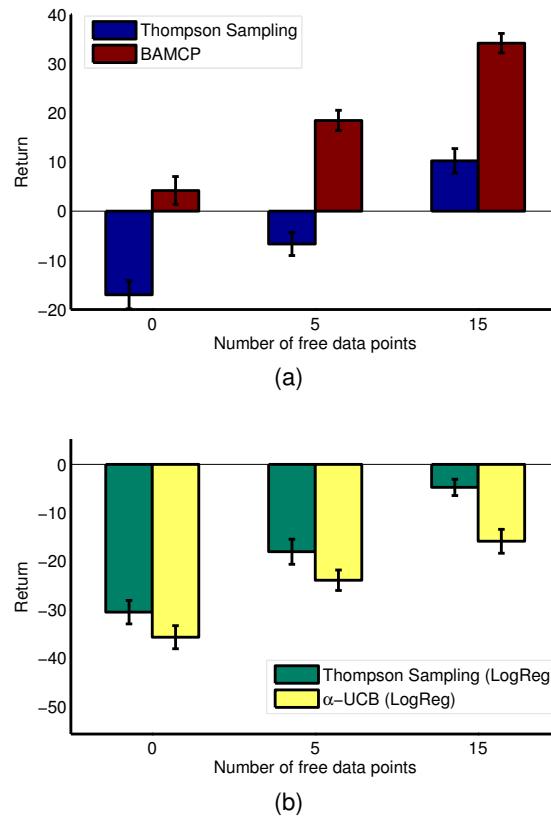 40
30
20
10
0
−10
−20
Return
Thompson Sampling
BAMCP
0 5 15
Number of free data points
(a)
0
−10
−20
−30
−40
−50
Return
Thompson Sampling (LogReg
α−UCB (LogReg)
0 5 15
Number of free data points
(b)